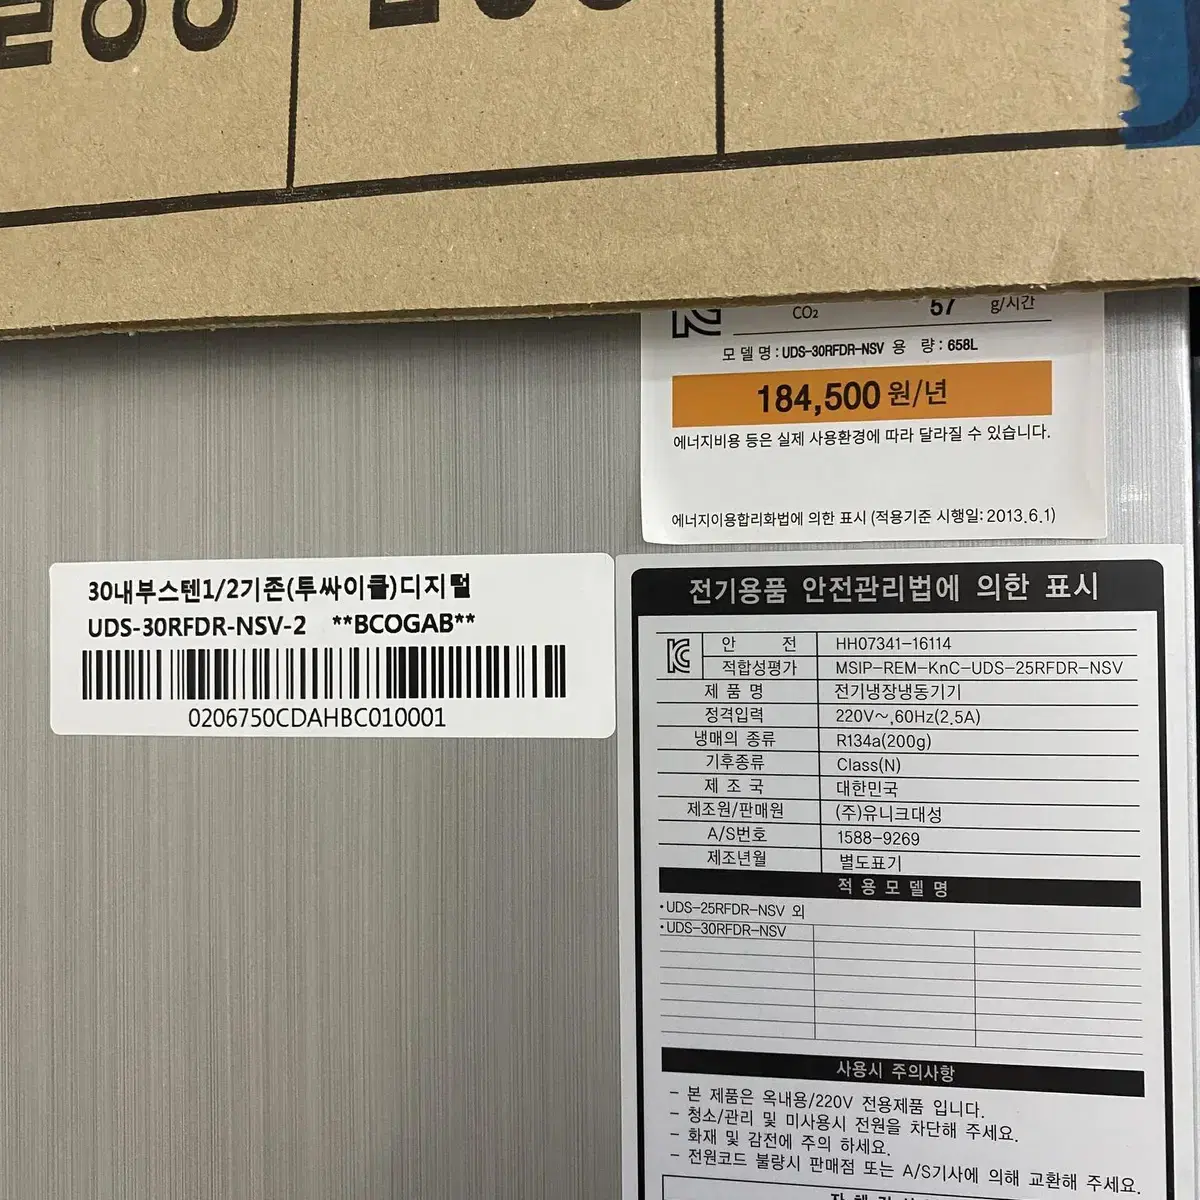 CO₂ 57 g/시간
모델명 : UDS-30RFDR-NSV 용 량 : 658L
184,500 원/년
에너지비용 등은 실제 사용환경에 따라 달라질 수 있습니다.
에너지이용합리화법에 의한 표시 (적용기준 시행일: 2013.6.1)
30내부스텐1/2기존(투싸이클)디지털
UDS-30RFDR-NSV-2 **BCOGAB**
0206750CDAHBC010001
전기용품 안전관리법에 의한 표시
안 전 HH07341-16114
적합성평가 MSIP-REM-KnC-UDS-25RFDR-NSV
제 품 명 전기냉장냉동기기
정격입력 220V~,60Hz(2.5A)
냉매의 종류 R134a(200g)
기후종류 Class(N)
제 조 국 대한민국
제조원/판매원 (주)유니크대성
A/S번호 1588-9269
제조년월 별도표기
적 용 모 델 명
•UDS-25RFDR-NSV 외
•UDS-30RFDR-NSV
사용시 주의사항
- 본 제품은 옥내용/220V 전용제품 입니다.
- 청소/관리 및 미사용시 전원을 차단해 주세요.
- 화재 및 감전에 주의 하세요.
- 전원코드 불량시 판매점 또는 A/S기사에 의해 교환해 주세요.